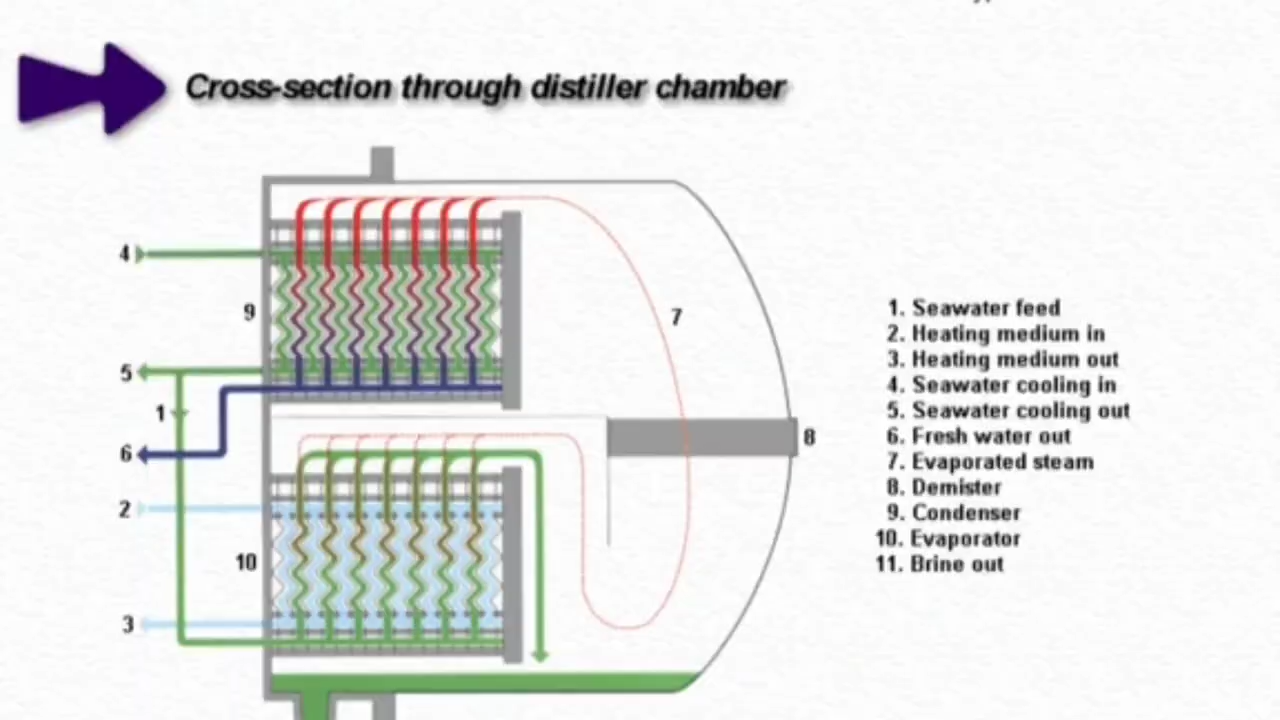 Cross-section through distiller chamber
4
9
7
5
1
8
6
2
10
3
1. Seawater feed
2. Heating medium in
3. Heating medium out
4. Seawater cooling in
5. Seawater cooling out
6. Fresh water out
7. Evaporated steam
8. Demister
9. Condenser
10. Evaporator
11. Brine out